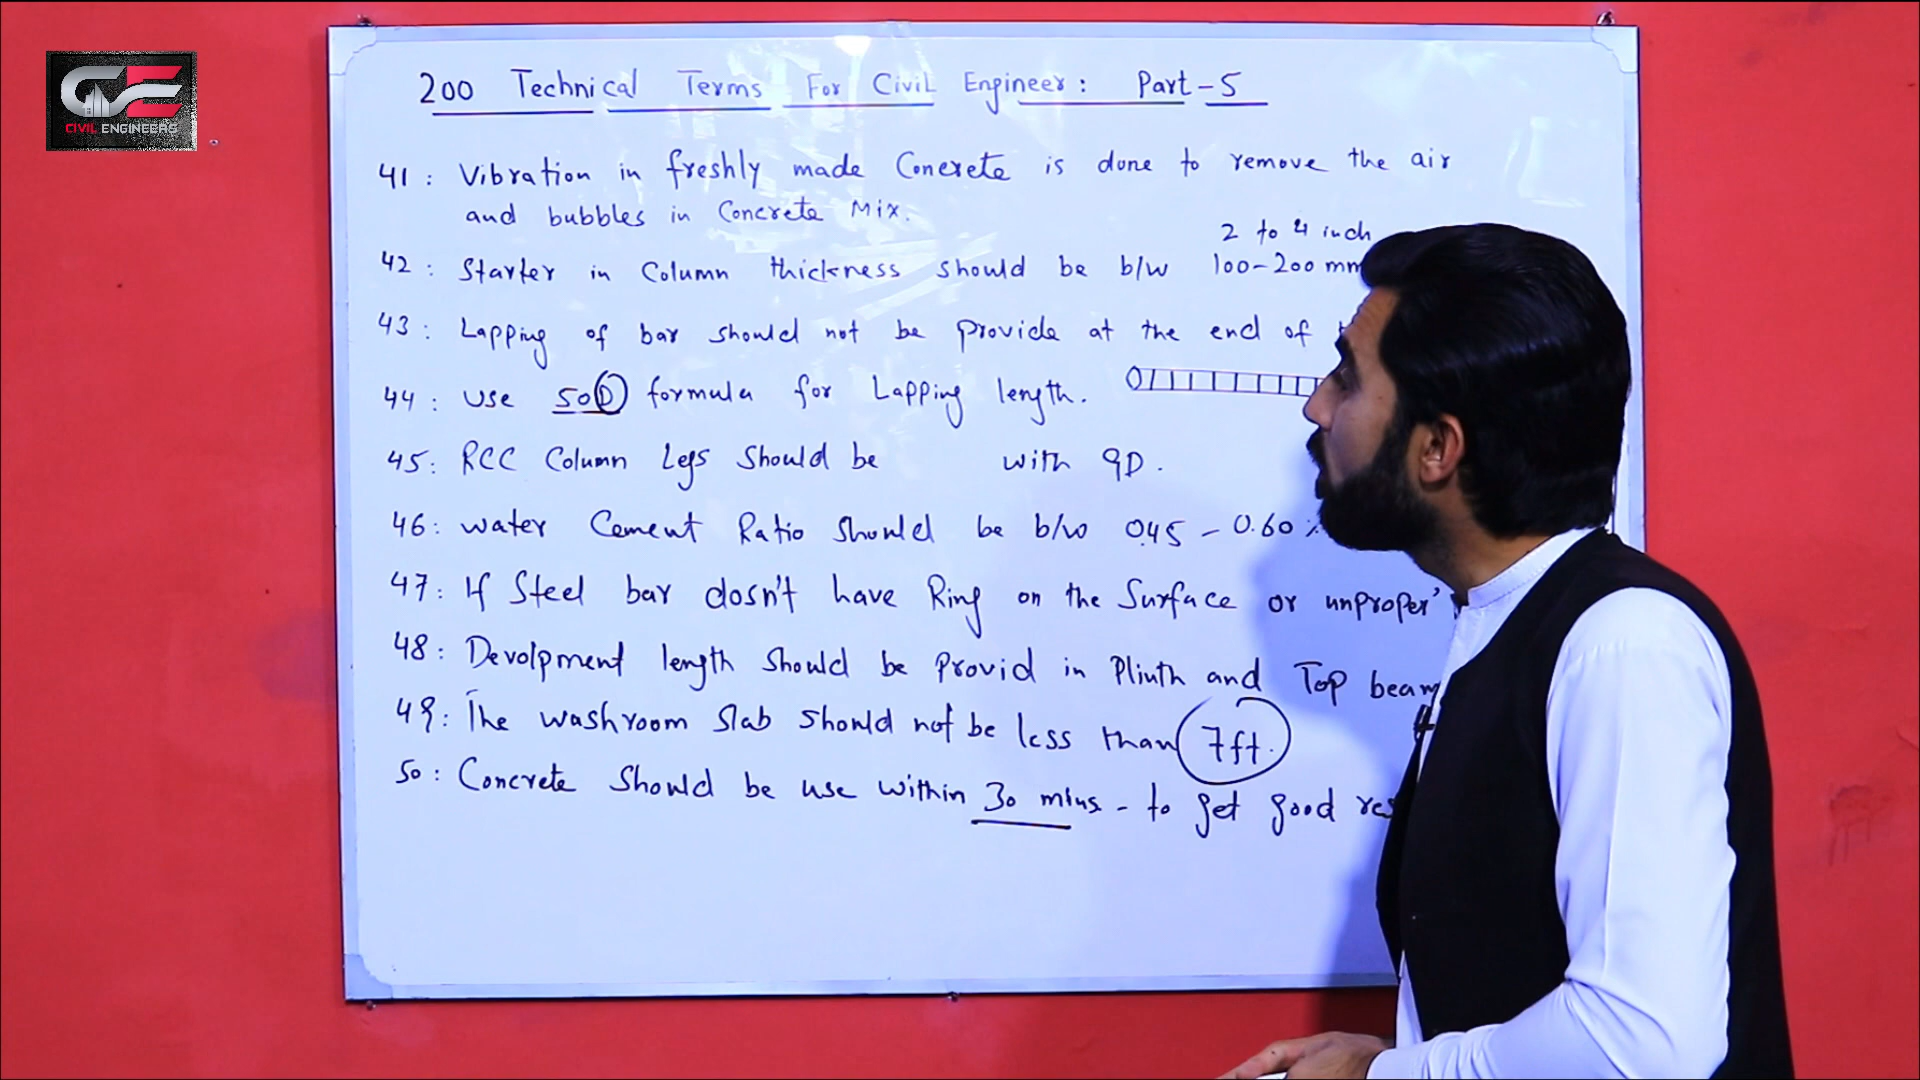 CVE
CIVIL ENGINEERS
200 Technical Terms For Civil Engineer: Part-5
41: Vibration in freshly made Concrete is done to remove the air
and bubbles in Concrete Mix.
2 to 4 inch
42: Starter in Column thickness should be b/w 100-200 mm
43: Lapping of bar should not be provide at the end of
44: use 50D formula for Lapping length.
45: RCC Column Legs should be with 9D.
46: water Cement Ratio should be b/w 0.45 - 0.60 %
47: If Steel bar dosn't have Ring on the Surface or unproper
48: Devolpment length should be provid in Plinth and Top beam
49: The washroom slab should not be less than 7ft.
50: Concrete should be use within 30 mins - to get good